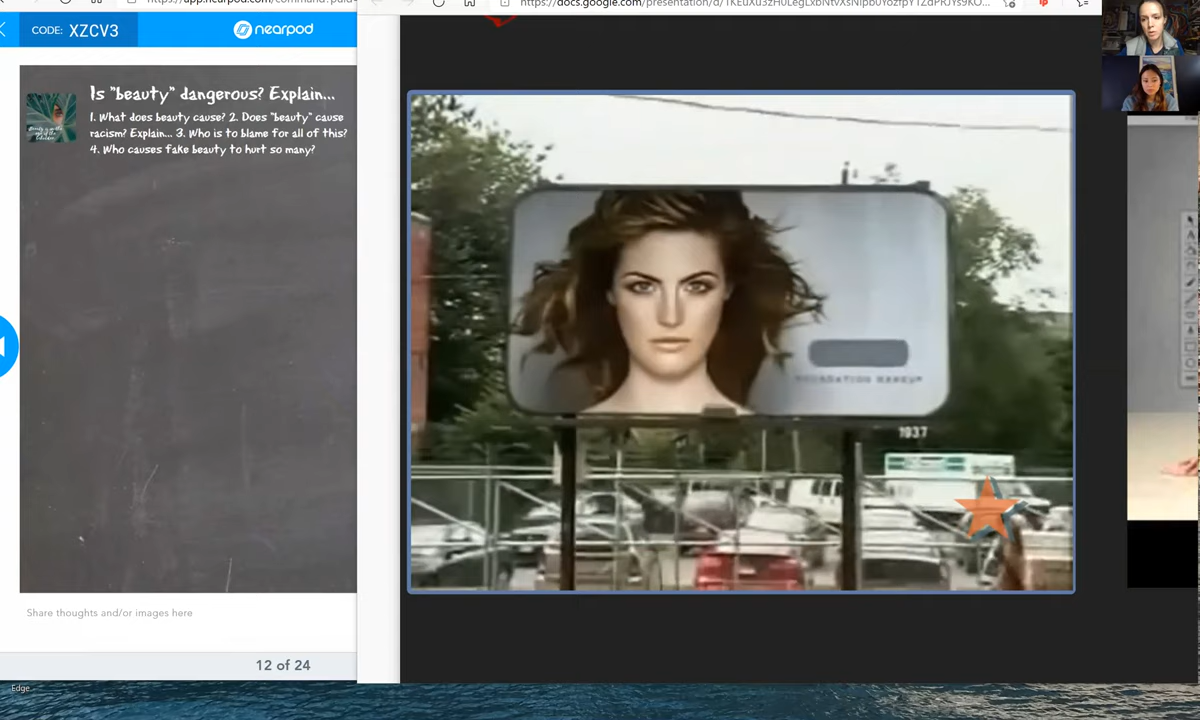 CODE: XZCV3
nearpod
Is "beauty" dangerous? Explain...
1. What does beauty cause? 2. Does "beauty" cause
racism? Explain... 3. Who is to blame for all of this?
4. Who causes fake beauty to hurt so many?
Share thoughts and/or images here
12 of 24
Edge
FOUNDATION MAKEUP
1937